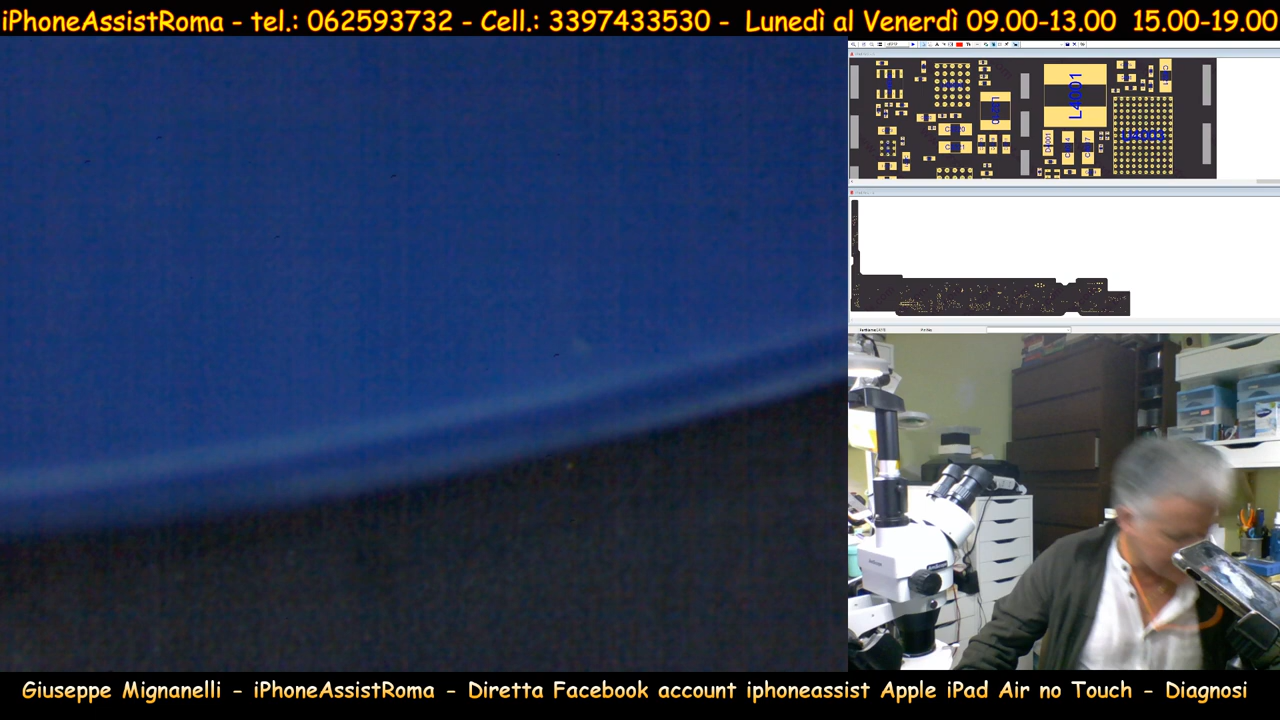 iPhoneAssistRoma - tel.: 062593732 - Cell.: 3397433530 - Lunedì al Venerdì 09.00-13.00 15.00-19.00
L4001
Giuseppe Mignanelli - iPhoneAssistRoma - Diretta Facebook account iphoneassist Apple iPad Air no Touch - Diagnosi